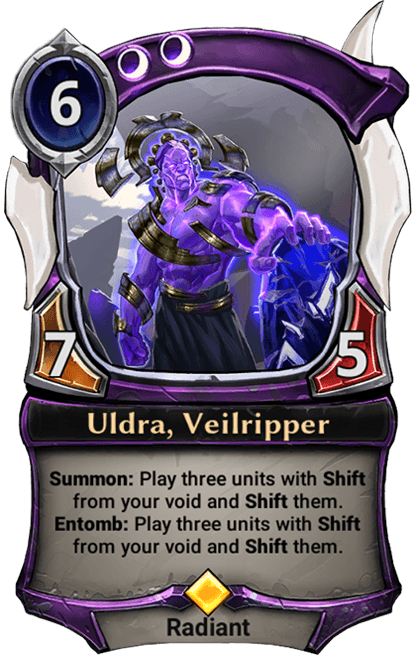 6
7
5
Uldra, Veilripper
Summon: Play three units with Shift
from your void and Shift them.
Entomb: Play three units with Shift
from your void and Shift them.
Radiant